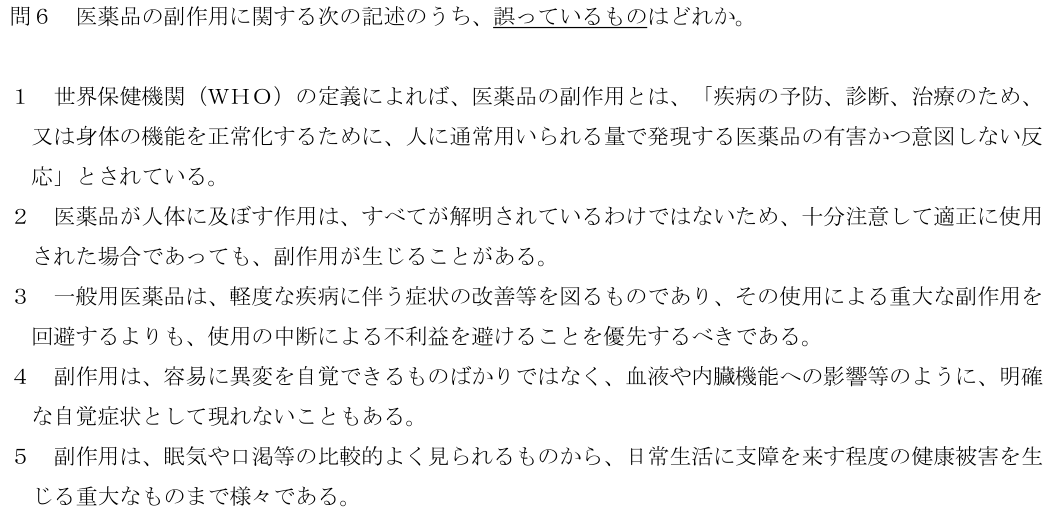 問６　医薬品の副作用に関する次の記述のうち、誤っているものはどれか。
１　世界保健機関（ＷＨＯ）の定義によれば、医薬品の副作用とは、「疾病の予防、診断、治療のため、
又は身体の機能を正常化するために、人に通常用いられる量で発現する医薬品の有害かつ意図しない反
応」とされている。
２　医薬品が人体に及ぼす作用は、すべてが解明されているわけではないため、十分注意して適正に使用
された場合であっても、副作用が生じることがある。
３　一般用医薬品は、軽度な疾病に伴う症状の改善等を図るものであり、その使用による重大な副作用を
回避するよりも、使用の中断による不利益を避けることを優先するべきである。
４　副作用は、容易に異変を自覚できるものばかりではなく、血液や内臓機能への影響等のように、明確
な自覚症状として現れないこともある。
５　副作用は、眠気や口渇等の比較的よく見られるものから、日常生活に支障を来す程度の健康被害を生
じる重大なものまで様々である。